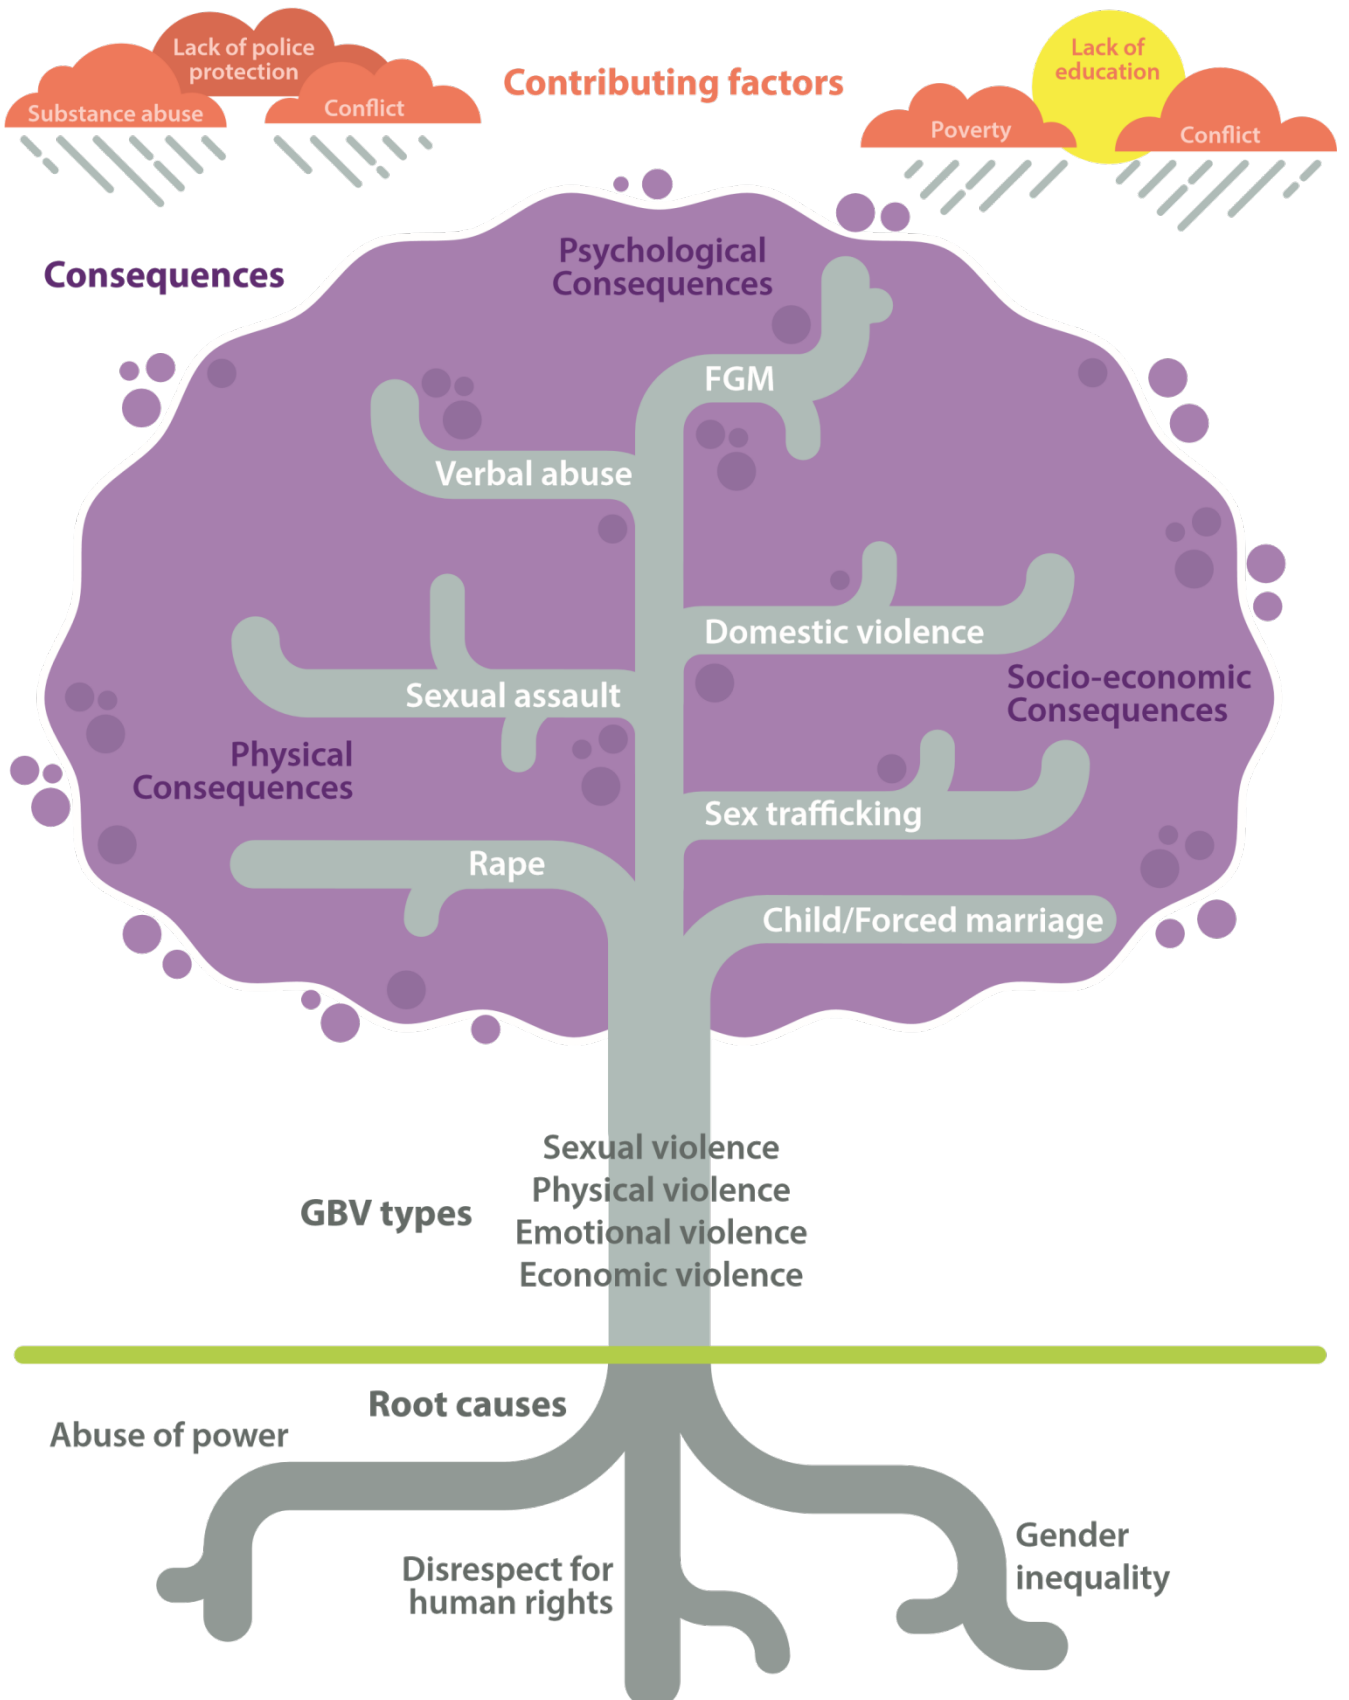 Lack of police
protection
Substance abuse
Conflict
Contributing factors
Lack of
education
Poverty
Conflict
Consequences
Psychological
Consequences
FGM
Verbal abuse
Domestic violence
Socio-economic
Consequences
Sexual assault
Physical
Consequences
Sex trafficking
Rape
Child/Forced marriage
GBV types
Sexual violence
Physical violence
Emotional violence
Economic violence
Root causes
Abuse of power
Disrespect for
human rights
Gender
inequality